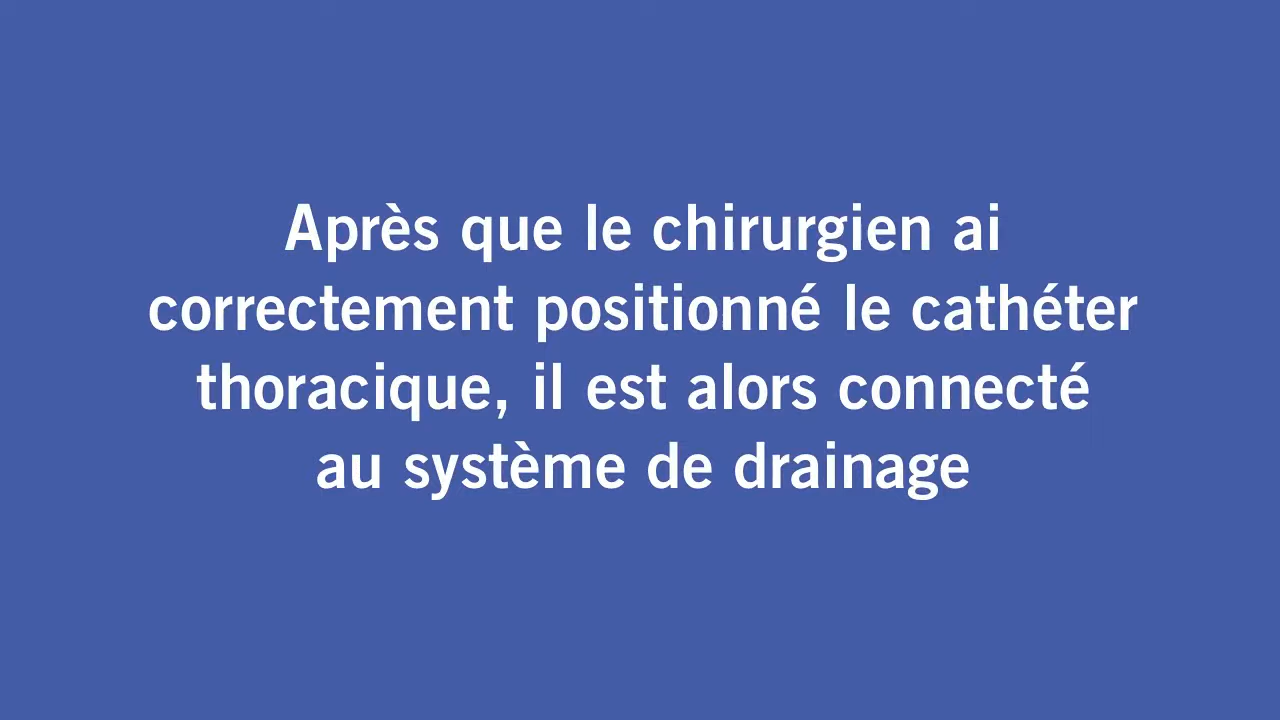 Après que le chirurgien ai
correctement positionné le cathéter
thoracique, il est alors connecté
au système de drainage